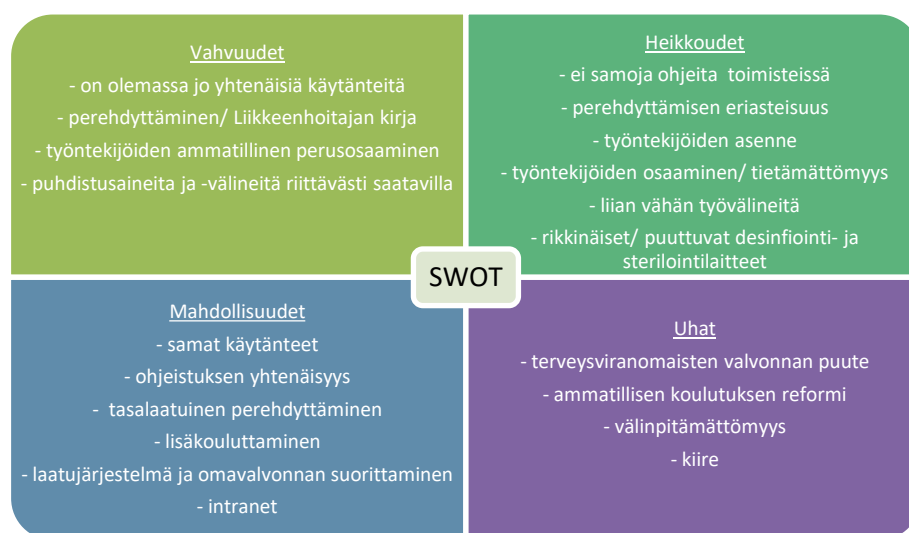 Vahvuudet
- on olemassa jo yhtenäisiä käytänteitä
- perehdyttäminen/ Liikkeenhoitajan kirja
- työntekijöiden ammatillinen perusosaaminen
- puhdistusaineita ja -välineitä riittävästi saatavilla
Heikkoudet
- ei samoja ohjeita toimisteissä
- perehdyttämisen eriasteisuus
- työntekijöiden asenne
- työntekijöiden osaaminen/ tietämättömyys
- liian vähän työvälineitä
- rikkinäiset/ puuttuvat desinfiointi- ja
sterilointilaitteet
SWOT
Mahdollisuudet
- samat käytänteet
- ohjeistuksen yhtenäisyys
- tasalaatuinen perehdyttäminen
- lisäkouluttaminen
- laatujärjestelmä ja omavalvonnan suorittaminen
- intranet
Uhat
- terveysviranomaisten valvonnan puute
- ammatillisen koulutuksen reformi
- välinpitämättömyys
- kiire